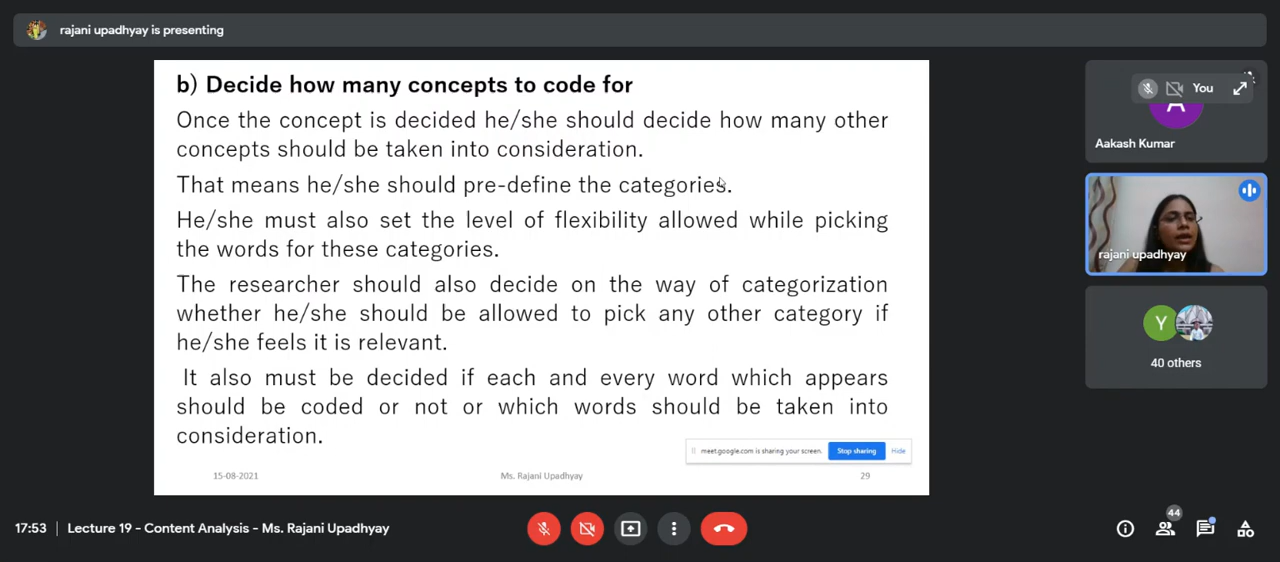 rajani upadhyay is presenting
b) Decide how many concepts to code for
Once the concept is decided he/she should decide how many other
concepts should be taken into consideration.
That means he/she should pre-define the categories.
He/she must also set the level of flexibility allowed while picking
the words for these categories.
The researcher should also decide on the way of categorization
whether he/she should be allowed to pick any other category if
he/she feels it is relevant.
It also must be decided if each and every word which appears
should be coded or not or which words should be taken into
consideration.
meet.google.com is sharing your screen. Stop sharing Hide
15-08-2021 Ms. Rajani Upadhyay 29
You
A
Aakash Kumar
rajani upadhyay
Y
40 others
17:53 Lecture 19 - Content Analysis - Ms. Rajani Upadhyay
44